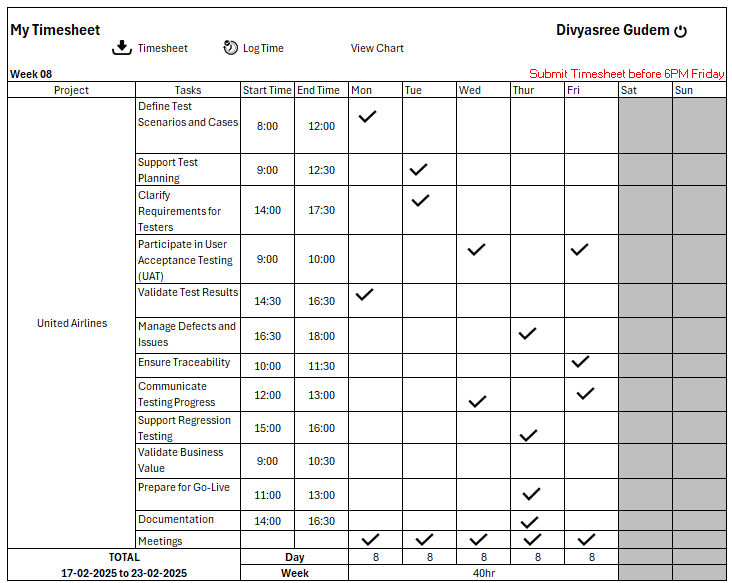 My Timesheet
Divyasree Gudem
Timesheet Log Time View Chart
Week 08
Submit Timesheet before 6PM Friday
Project Tasks Start Time End Time Mon Tue Wed Thur Fri Sat Sun
United Airlines
Define Test
Scenarios and Cases 8:00 12:00
Support Test
Planning 9:00 12:30
Clarify
Requirements for
Testers 14:00 17:30
Participate in User
Acceptance Testing
(UAT) 9:00 10:00
Validate Test Results 14:30 16:30
Manage Defects and
Issues 16:30 18:00
Ensure Traceability 10:00 11:30
Communicate
Testing Progress 12:00 13:00
Support Regression
Testing 15:00 16:00
Validate Business
Value 9:00 10:30
Prepare for Go-Live 11:00 13:00
Documentation 14:00 16:30
Meetings
TOTAL Day 8 8 8 8 8
17-02-2025 to 23-02-2025 Week 40hr